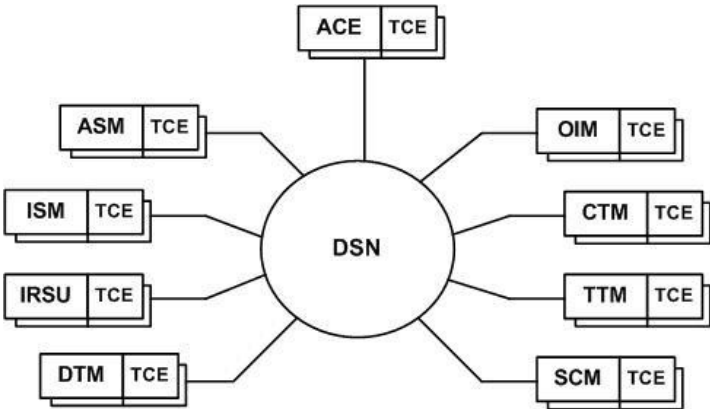 ACE TCE
ASM TCE
OIM TCE
ISM TCE
CTM TCE
DSN
IRSU TCE
TTM TCE
DTM TCE
SCM TCE